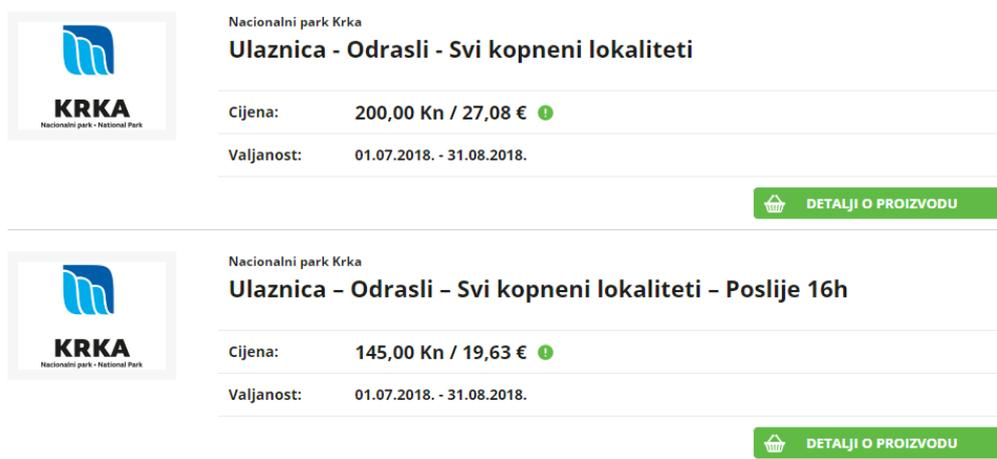 KRKA
Nacionalni park • National Park
Nacionalni park Krka
Ulaznica - Odrasli - Svi kopneni lokaliteti
Cijena: 200,00 Kn / 27,08 €
Valjanost: 01.07.2018. - 31.08.2018.
DETALJI O PROIZVODU
KRKA
Nacionalni park • National Park
Nacionalni park Krka
Ulaznica – Odrasli – Svi kopneni lokaliteti – Poslije 16h
Cijena: 145,00 Kn / 19,63 €
Valjanost: 01.07.2018. - 31.08.2018.
DETALJI O PROIZVODU